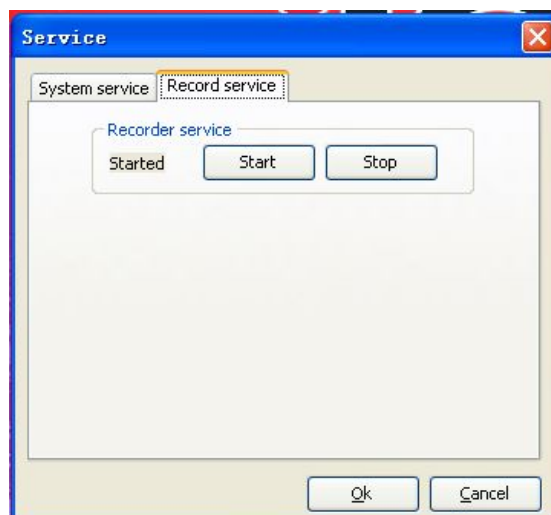 Service
System service Record service
Recorder service
Started Start Stop
Ok Cancel